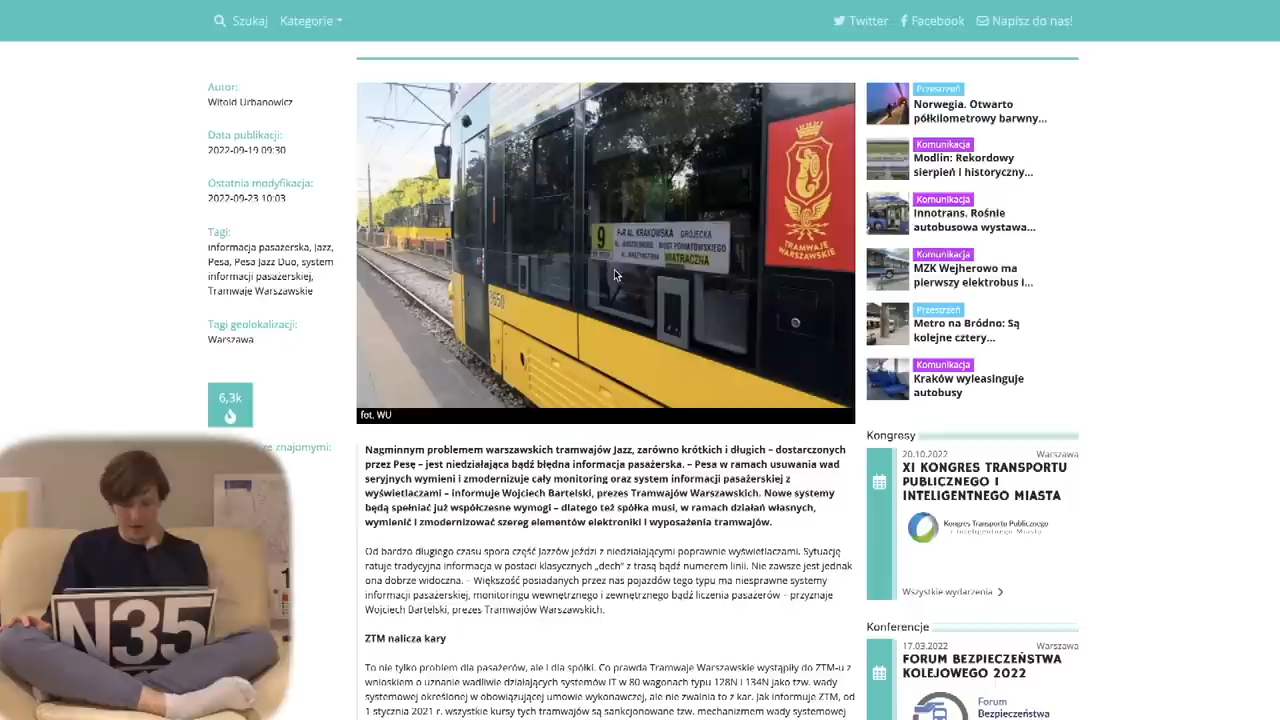 Szukaj
Kategorie
Twitter
Facebook
Napisz do nas!
Autor:
Witold Urbanowicz
Data publikacji:
2022-09-19 09:30
Ostatnia modyfikacja:
2022-09-23 10:03
Tagi:
informacja pasażerska, Jazz,
Pesa, Pesa Jazz Duo, system
informacji pasażerskiej,
Tramwaje Warszawskie
Tagi geolokalizacji:
Warszawa
6,3k
ze znajomymi:
N35
9
P+R AL. KRAKOWSKA GRÓJECKA
MOST PONIATOWSKIEGO
WIATRACZNA
3650
TRAMWAJE
WARSZAWSKIE
fot. WU
Nagminnym problemem warszawskich tramwajów Jazz, zarówno krótkich i długich – dostarczonych
przez Pesę – jest niedziałająca bądź błędna informacja pasażerska. – Pesa w ramach usuwania wad
seryjnych wymieni i zmodernizuje cały monitoring oraz system informacji pasażerskiej z
wyświetlaczami – informuje Wojciech Bartelski, prezes Tramwajów Warszawskich. Nowe systemy
będą spełniać już współczesne wymogi – dlatego też spółka musi, w ramach działań własnych,
wymienić i zmodernizować szereg elementów elektroniki i wyposażenia tramwajów.
Od bardzo długiego czasu spora część Jazzów jeździ z niedziałającymi poprawnie wyświetlaczami. Sytuację
ratuje tradycyjna informacja w postaci klasycznych „dech” z trasą bądź numerem linii. Nie zawsze jest jednak
ona dobrze widoczna. – Większość posiadanych przez nas pojazdów tego typu ma niesprawne systemy
informacji pasażerskiej, monitoringu wewnętrznego i zewnętrznego bądź liczenia pasażerów – przyznaje
Wojciech Bartelski, prezes Tramwajów Warszawskich.
ZTM nalicza kary
To nie tylko problem dla pasażerów, ale i dla spółki. Co prawda Tramwaje Warszawskie wystąpiły do ZTM-u z
wnioskiem o uznanie wadliwie działających systemów IT w 80 wagonach typu 128N i 134N jako tzw. wady
systemowej określonej w obowiązującej umowie wykonawczej, ale nie zwalnia to z kar. Jak informuje ZTM, od
1 stycznia 2021 r. wszystkie kursy tych tramwajów są sankcjonowane tzw. mechanizmem wady systemowej
Przestrzeń
Norwegia. Otwarto
półkilometrowy barwny...
Komunikacja
Modlin: Rekordowy
sierpień i historyczny...
Komunikacja
Innotrans. Rośnie
autobusowa wystawa...
Komunikacja
MZK Wejherowo ma
pierwszy elektrobus i...
Przestrzeń
Metro na Bródno: Są
kolejne cztery...
Komunikacja
Kraków wyleasinguje
autobusy
Kongresy
20.10.2022 Warszawa
XI KONGRES TRANSPORTU
PUBLICZNEGO I
INTELIGENTNEGO MIASTA
Kongres Transportu Publicznego
i Inteligentnego Miasta
Wszystkie wydarzenia
Konferencje
17.03.2022 Warszawa
FORUM BEZPIECZEŃSTWA
KOLEJOWEGO 2022
Forum
Bezpieczeństwa